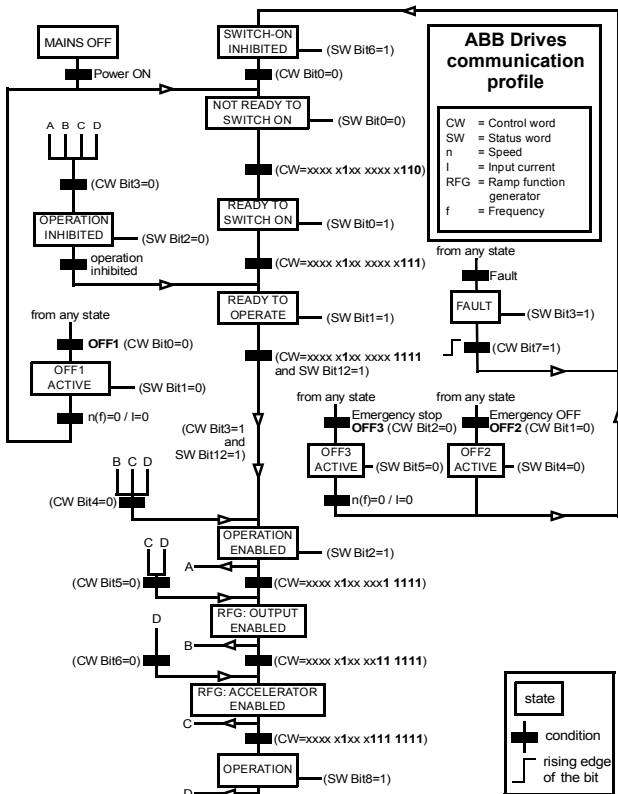 MAINS OFF
Power ON
SWITCH-ON
INHIBITED
(SW Bit6=1)
(CW Bit0=0)
NOT READY TO
SWITCH ON
(SW Bit0=0)
ABB Drives
communication
profile
CW = Control word
SW = Status word
n = Speed
I = Input current
RFG = Ramp function
generator
f = Frequency
A B C D
(CW Bit3=0)
OPERATION
INHIBITED
(SW Bit2=0)
operation
inhibited
(CW=xxxx x1xx xxxx x110)
READY TO
SWITCH ON
(SW Bit0=1)
(CW=xxxx x1xx xxxx x111)
READY TO
OPERATE
(SW Bit1=1)
(CW=xxxx x1xx xxxx 1111
and SW Bit12=1)
from any state
Fault
FAULT
(SW Bit3=1)
(CW Bit7=1)
from any state
OFF1 (CW Bit0=0)
OFF1
ACTIVE
(SW Bit1=0)
n(f)=0 / I=0
(CW Bit3=1
and
SW Bit12=1)
from any state
Emergency stop
OFF3 (CW Bit2=0)
OFF3
ACTIVE
(SW Bit5=0)
n(f)=0 / I=0
from any state
Emergency OFF
OFF2 (CW Bit1=0)
OFF2
ACTIVE
(SW Bit4=0)
B C D
(CW Bit4=0)
OPERATION
ENABLED
(SW Bit2=1)
A
C D
(CW Bit5=0)
(CW=xxxx x1xx xxx1 1111)
RFG: OUTPUT
ENABLED
B
D
(CW Bit6=0)
(CW=xxxx x1xx xx11 1111)
RFG: ACCELERATOR
ENABLED
C
(CW=xxxx x1xx x111 1111)
OPERATION
(SW Bit8=1)
D
state
condition
rising edge
of the bit